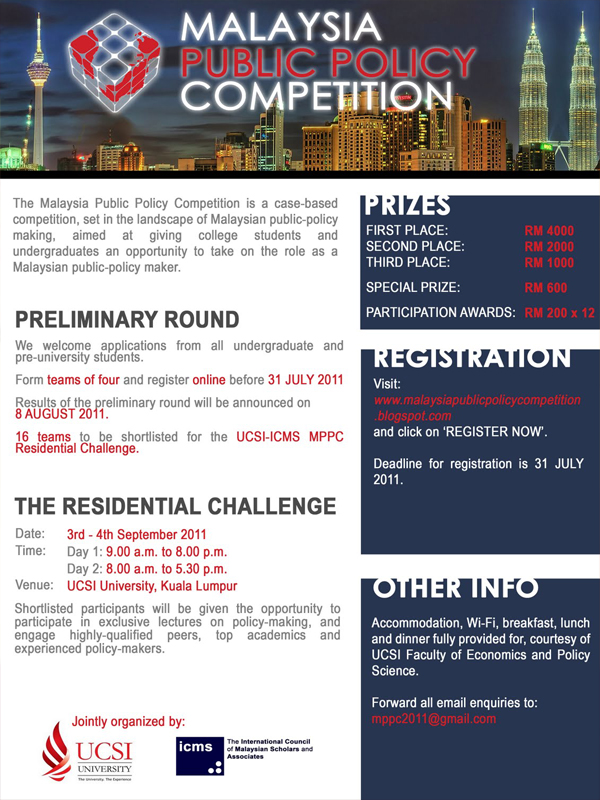 MALAYSIA
PUBLIC POLICY
COMPETITION
The Malaysia Public Policy Competition is a case-based
competition, set in the landscape of Malaysian public-policy
making, aimed at giving college students and
undergraduates an opportunity to take on the role as a
Malaysian public-policy maker.
PRELIMINARY ROUND
We welcome applications from all undergraduate and
pre-university students.
Form teams of four and register online before 31 JULY 2011
Results of the preliminary round will be announced on
8 AUGUST 2011.
16 teams to be shortlisted for the UCSI-ICMS MPPC
Residential Challenge.
THE RESIDENTIAL CHALLENGE
Date: 3rd - 4th September 2011
Time: Day 1: 9.00 a.m. to 8.00 p.m.
Day 2: 8.00 a.m. to 5.30 p.m.
Venue: UCSI University, Kuala Lumpur
Shortlisted participants will be given the opportunity to
participate in exclusive lectures on policy-making, and
engage highly-qualified peers, top academics and
experienced policy-makers.
Jointly organized by:
UCSI
UNIVERSITY
The University. The Experience.
icms
The International Council
of Malaysian Scholars and
Associates
PRIZES
FIRST PLACE: RM 4000
SECOND PLACE: RM 2000
THIRD PLACE: RM 1000
SPECIAL PRIZE: RM 600
PARTICIPATION AWARDS: RM 200 x 12
REGISTRATION
Visit:
www.malaysiapublicpolicycompetition
.blogspot.com
and click on ‘REGISTER NOW’.
Deadline for registration is 31 JULY
2011.
OTHER INFO
Accommodation, Wi-Fi, breakfast, lunch
and dinner fully provided for, courtesy of
UCSI Faculty of Economics and Policy
Science.
Forward all email enquiries to:
mppc2011@gmail.com